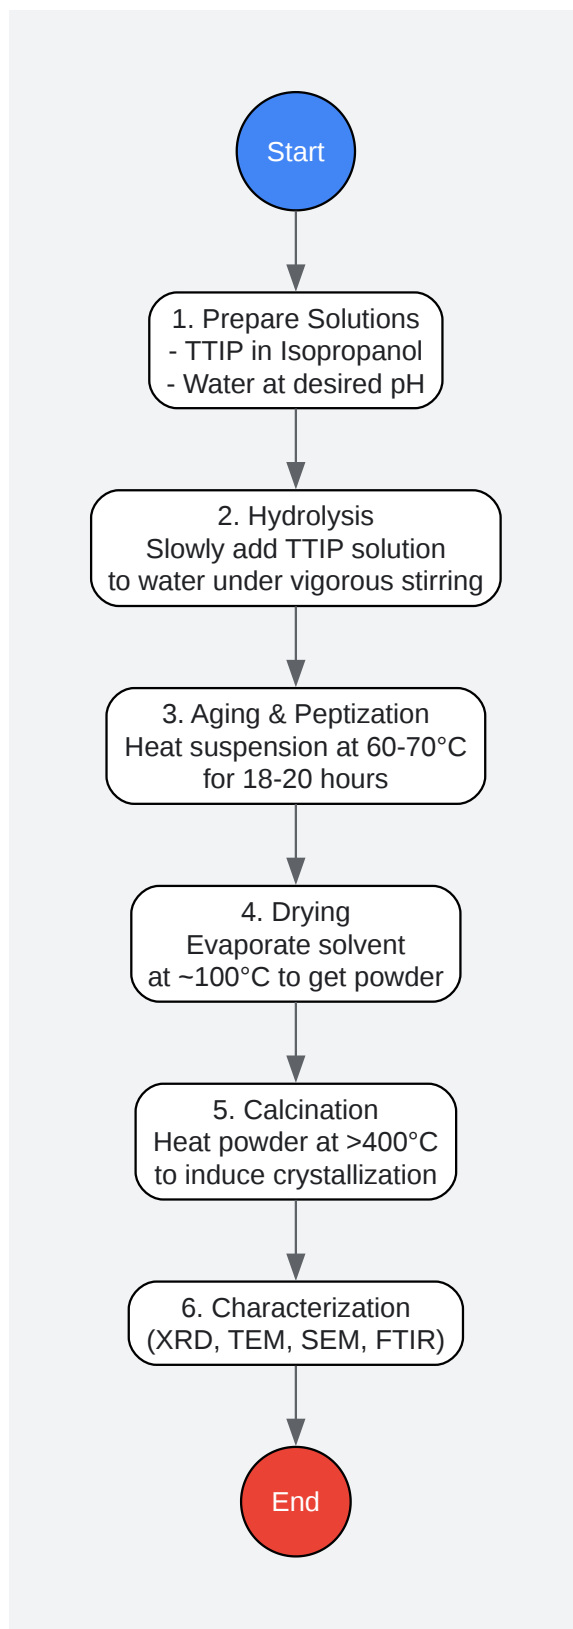 Start
1. Prepare Solutions
- TTIP in Isopropanol
- Water at desired pH
2. Hydrolysis
Slowly add TTIP solution
to water under vigorous stirring
3. Aging & Peptization
Heat suspension at 60-70°C
for 18-20 hours
4. Drying
Evaporate solvent
at ~100°C to get powder
5. Calcination
Heat powder at >400°C
to induce crystallization
6. Characterization
(XRD, TEM, SEM, FTIR)
End